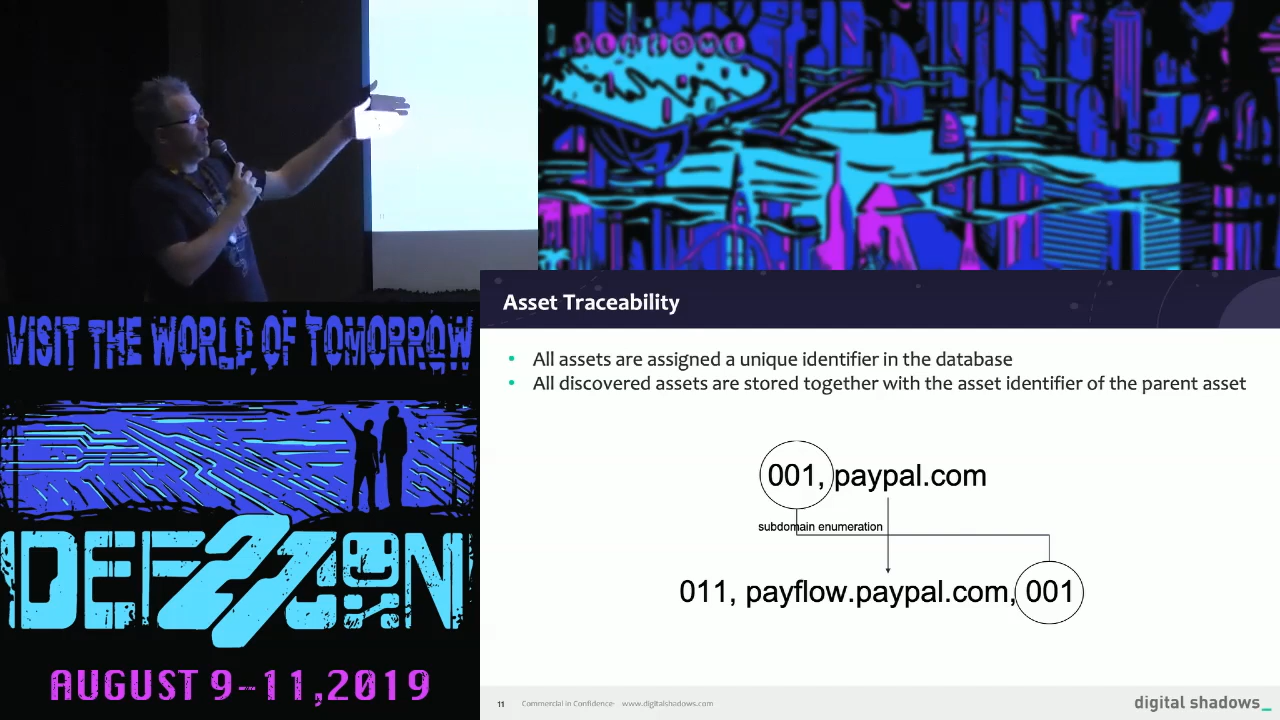 WELCOME
VISIT THE WORLD OF TOMORROW
DEF27CON
AUGUST 9-11,2019
Asset Traceability
• All assets are assigned a unique identifier in the database
• All discovered assets are stored together with the asset identifier of the parent asset
001, paypal.com
subdomain enumeration
011, payflow.paypal.com, 001
11 Commercial in Confidence· www.digitalshadows.com
digital shadows_